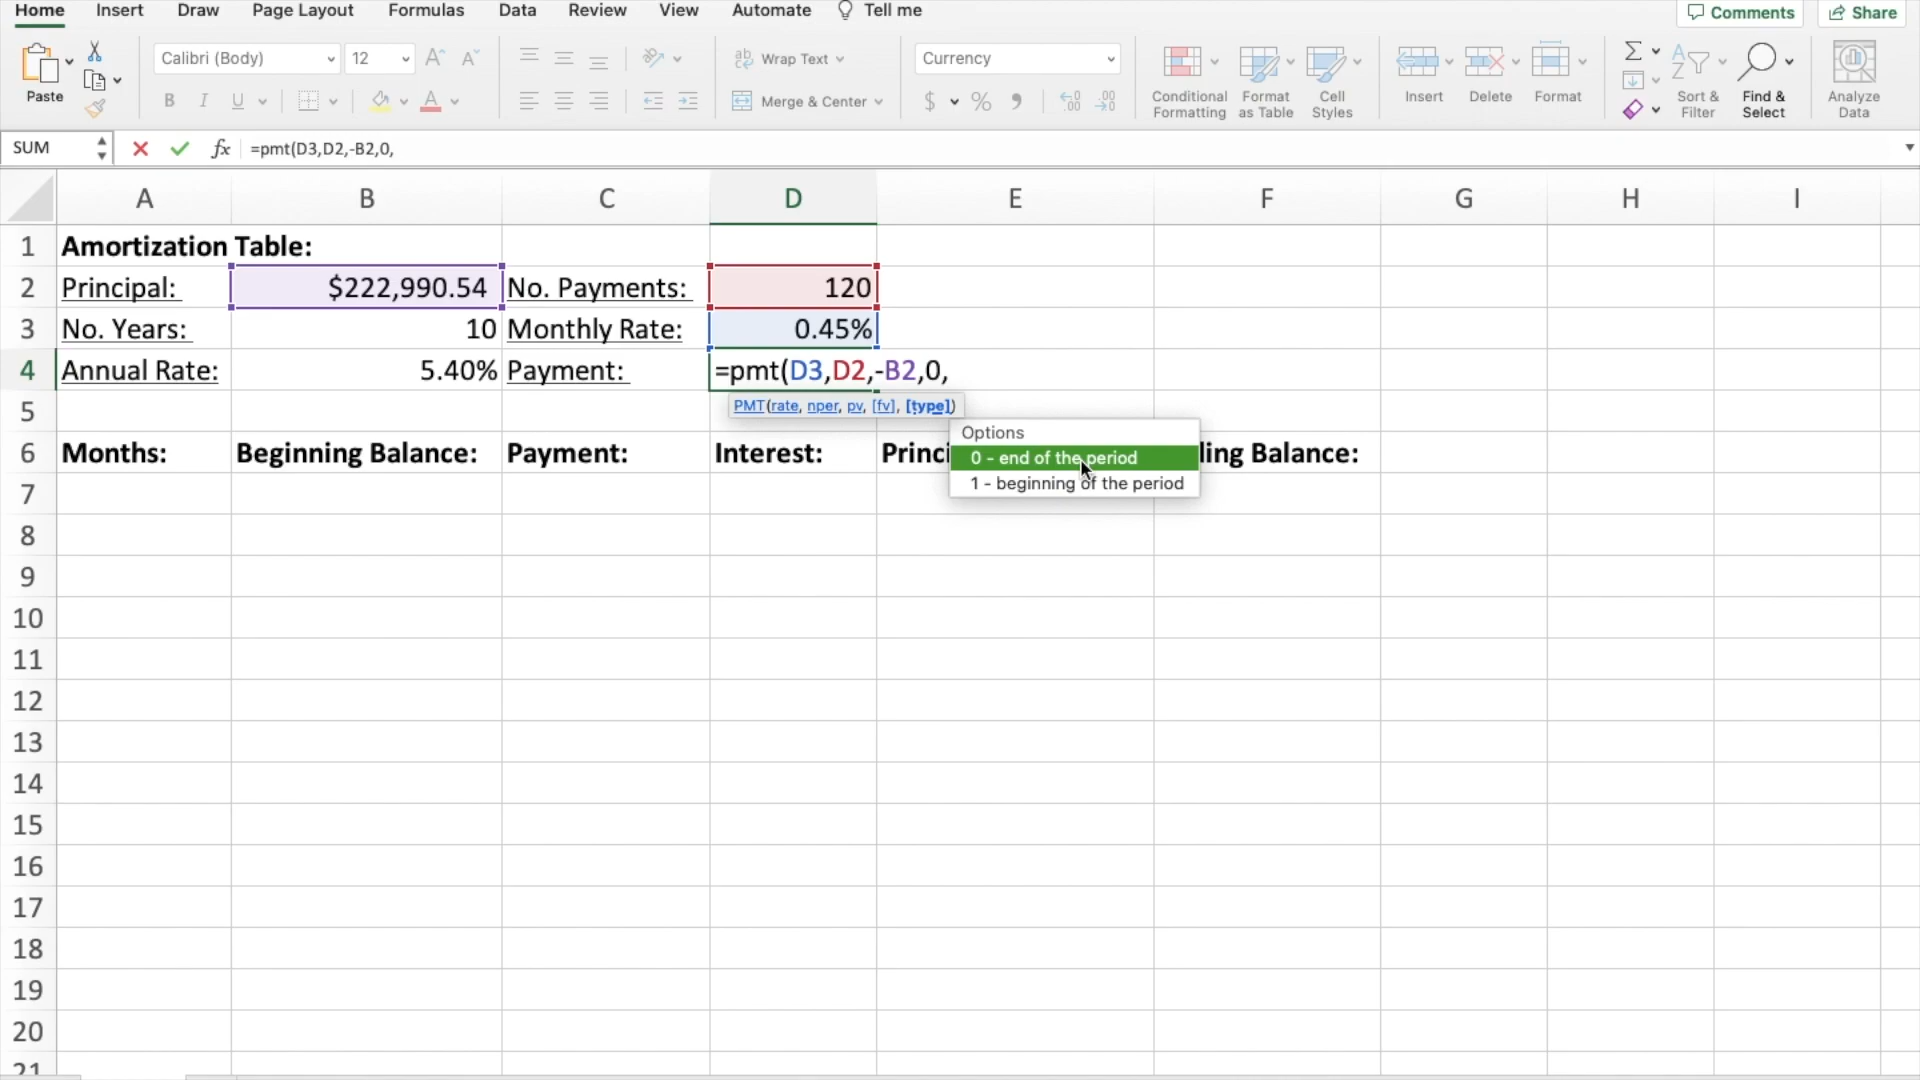 Home Insert Draw Page Layout Formulas Data Review View Automate Tell me Comments Share
Paste
Calibri (Body) 12
B I U
Wrap Text
Merge & Center
Currency
$ % 9
Conditional Formatting
Format as Table
Cell Styles
Insert
Delete
Format
Sort & Filter
Find & Select
Analyze Data
SUM fx =pmt(D3,D2,-B2,0,
A B C D E F G H I
1 Amortization Table:
2 Principal: $222,990.54 No. Payments: 120
3 No. Years: 10 Monthly Rate: 0.45%
4 Annual Rate: 5.40% Payment: =pmt(D3,D2,-B2,0,
PMT(rate, nper, pv, [fv], [type])
5
Options
0 - end of the period
1 - beginning of the period
6 Months: Beginning Balance: Payment: Interest: Balance:
7
8
9
10
11
12
13
14
15
16
17
18
19
20
21